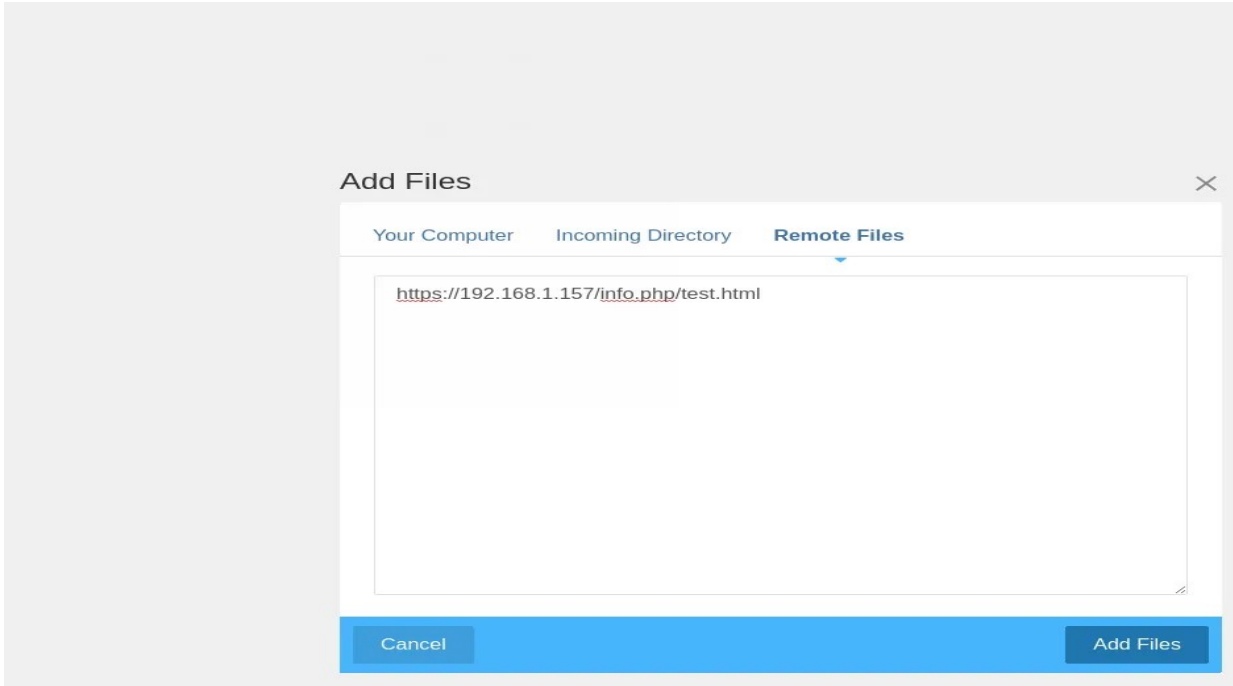 Add Files
Your Computer Incoming Directory Remote Files
https://192.168.1.157/info.php/test.html
Cancel Add Files